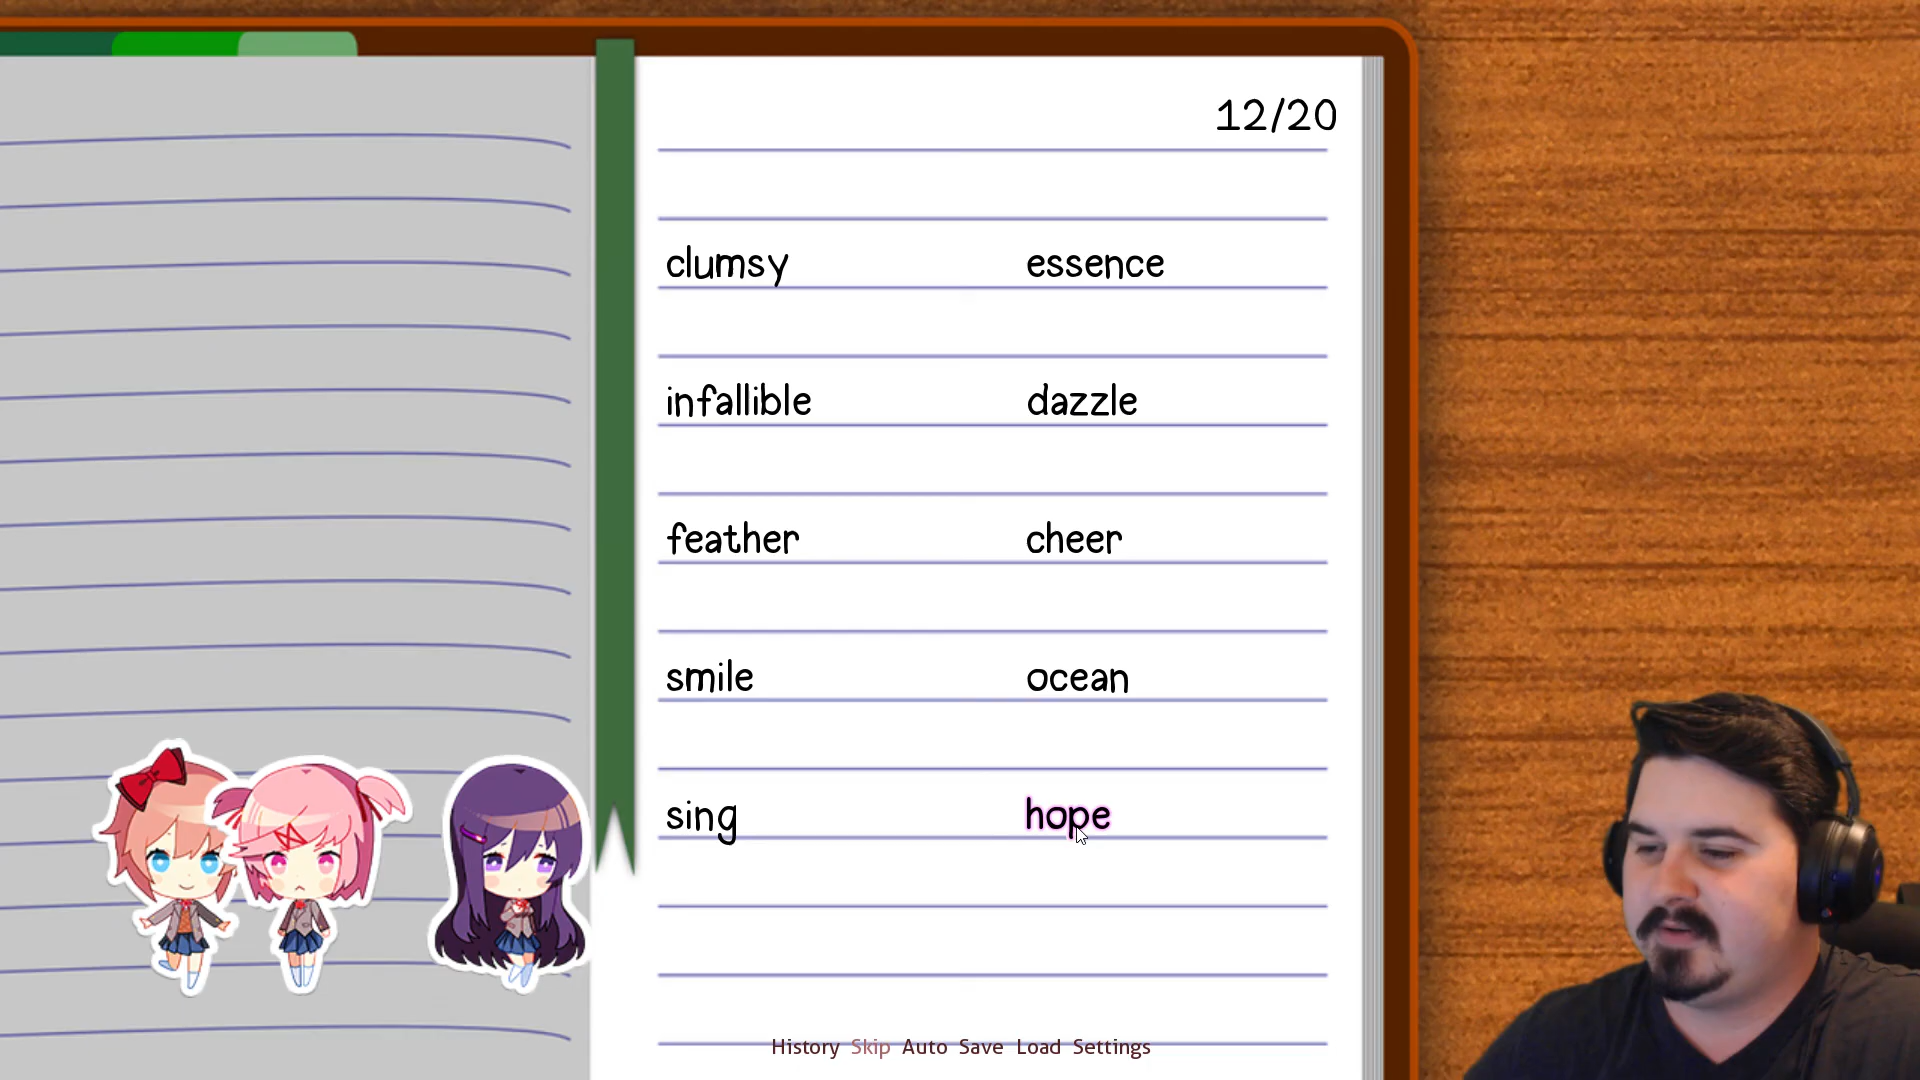 12/20
clumsy essence
infallible dazzle
feather cheer
smile ocean
sing hope
History Skip Auto Save Load Settings